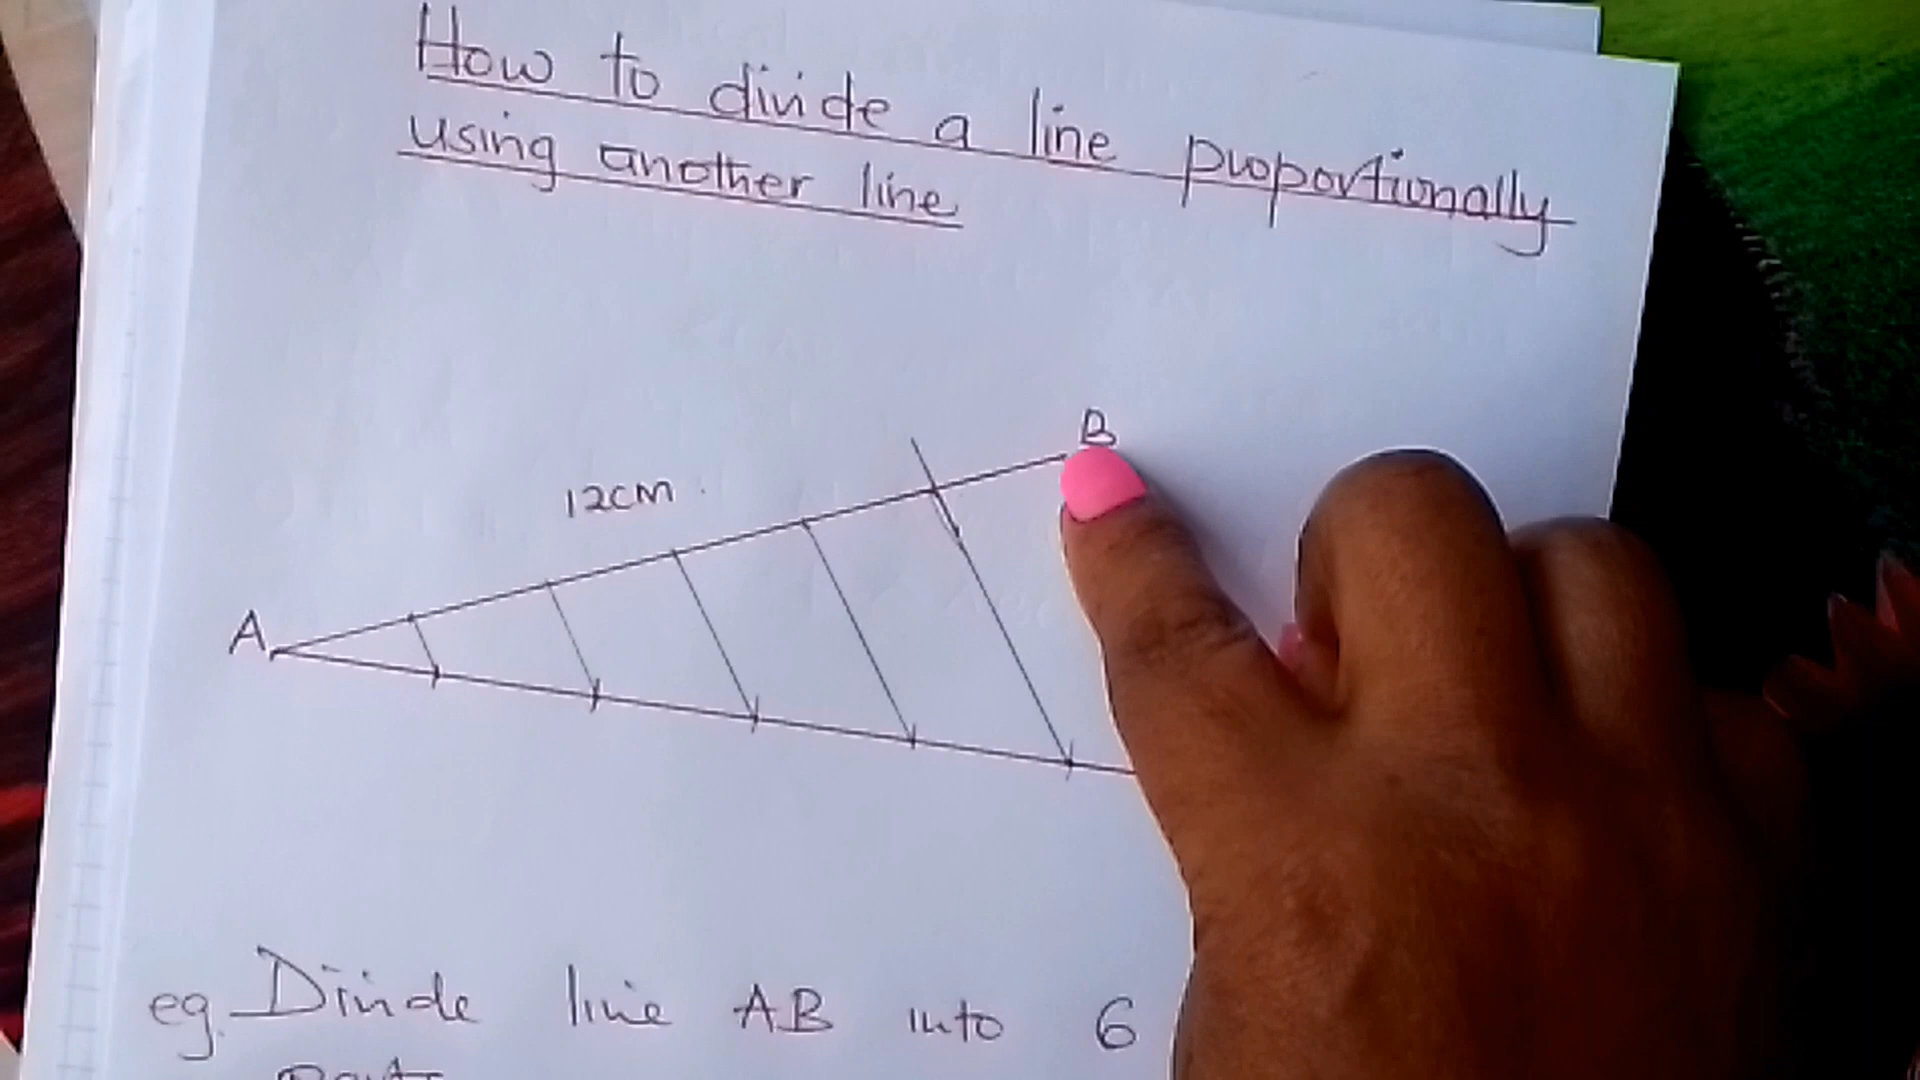 How to divide a line proportionally
using another line
B
12cm
A
eg. Divide line AB into 6